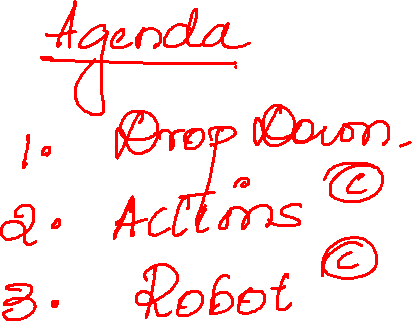 Agenda
1. Drop Down.
2. Actions ©
3. Robot ©